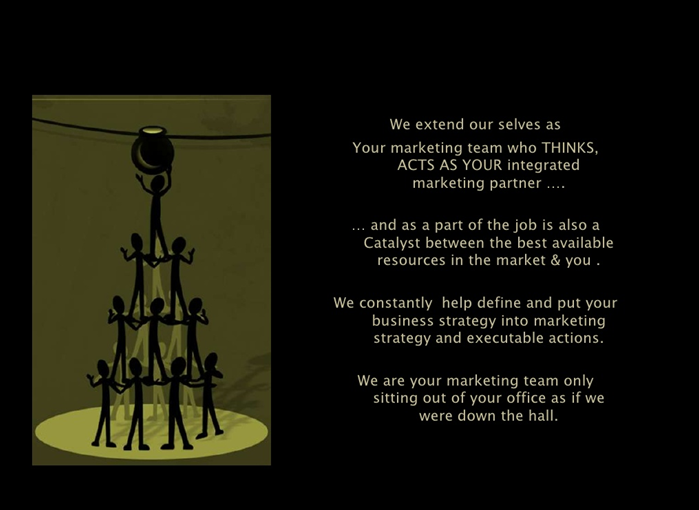 We extend our selves as
Your marketing team who THINKS,
ACTS AS YOUR integrated
marketing partner ....
... and as a part of the job is also a
Catalyst between the best available
resources in the market & you .
We constantly  help define and put your
business strategy into marketing
strategy and executable actions.
We are your marketing team only
sitting out of your office as if we
were down the hall.